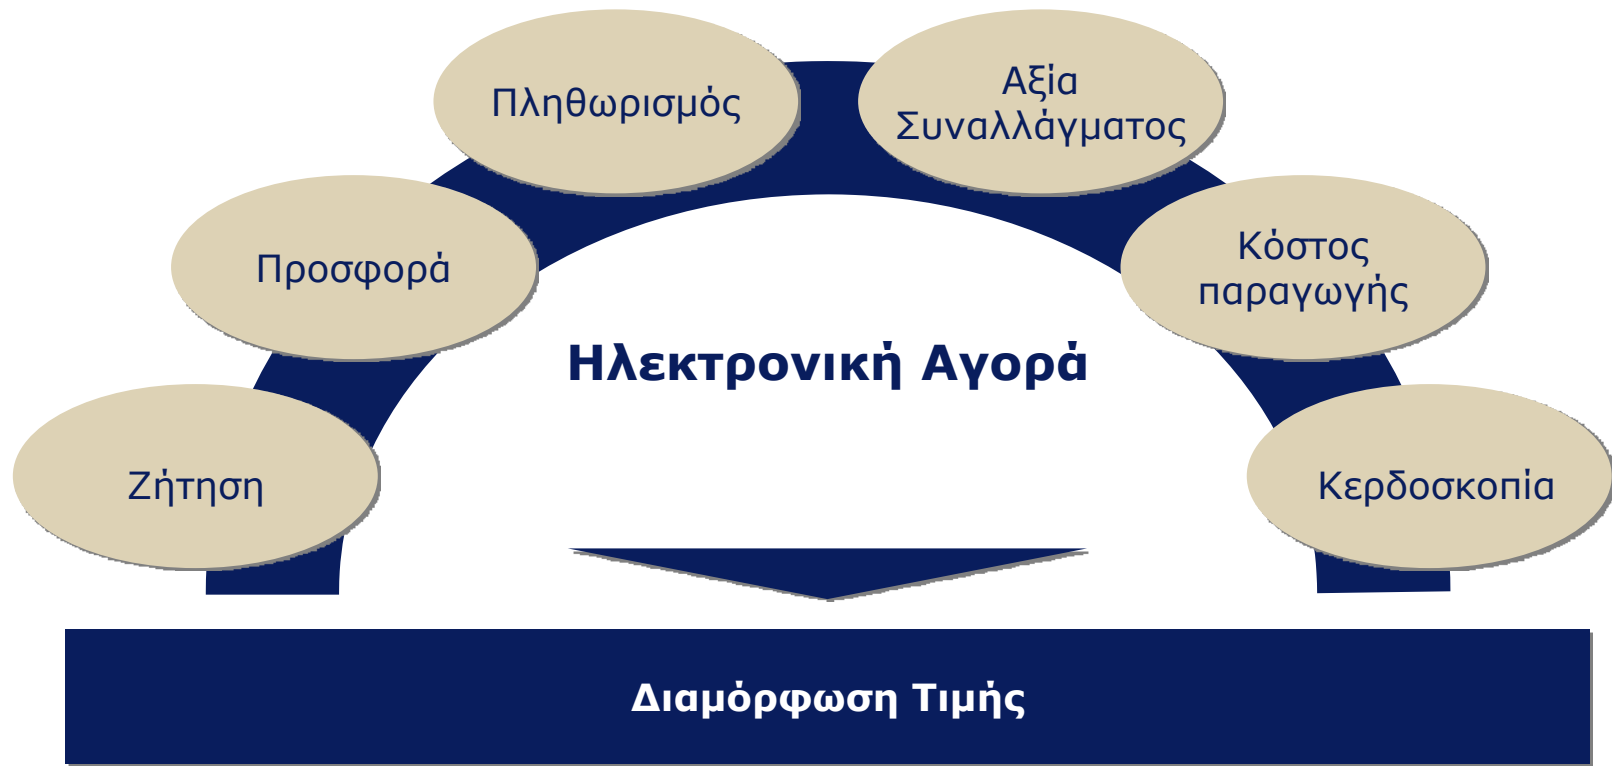 Πληθωρισμός
Αξία
Συναλλάγματος
Προσφορά
Κόστος
παραγωγής
Ηλεκτρονική Αγορά
Ζήτηση
Κερδοσκοπία
Διαμόρφωση Τιμής